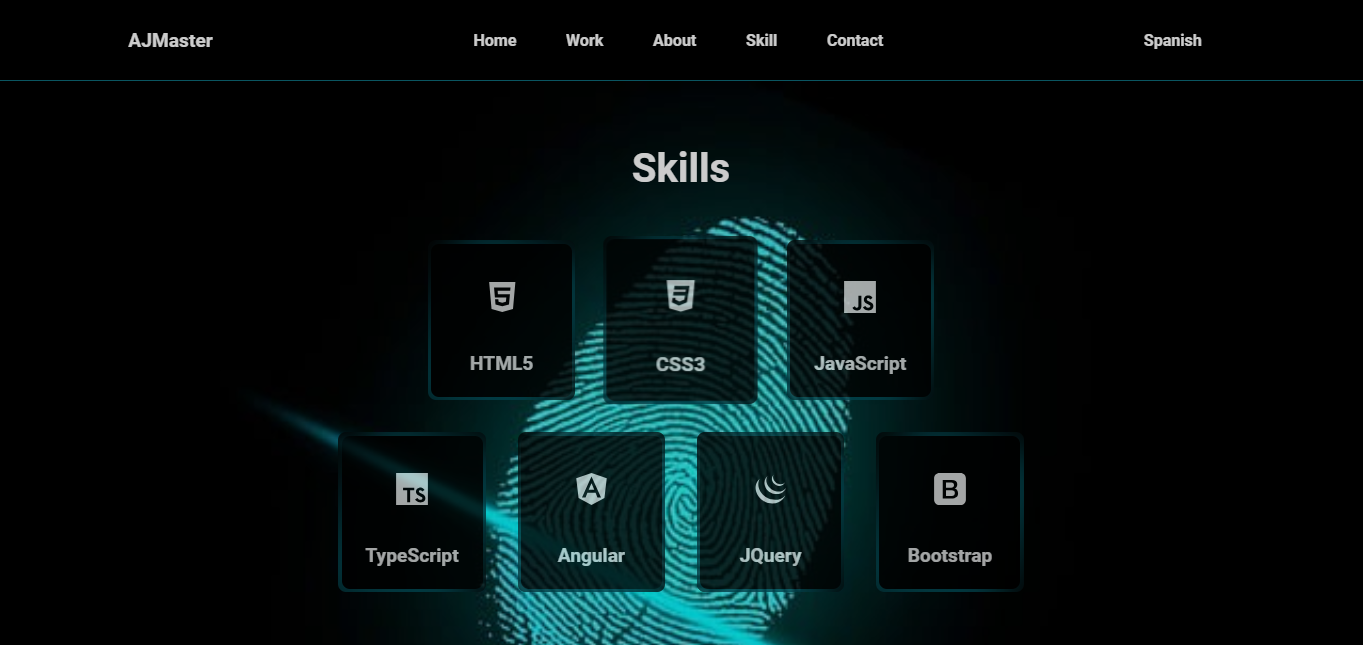 AJMaster Home Work About Skill Contact Spanish
Skills
5 3 JS
HTML5 CSS3 JavaScript
TS A B
TypeScript Angular JQuery Bootstrap